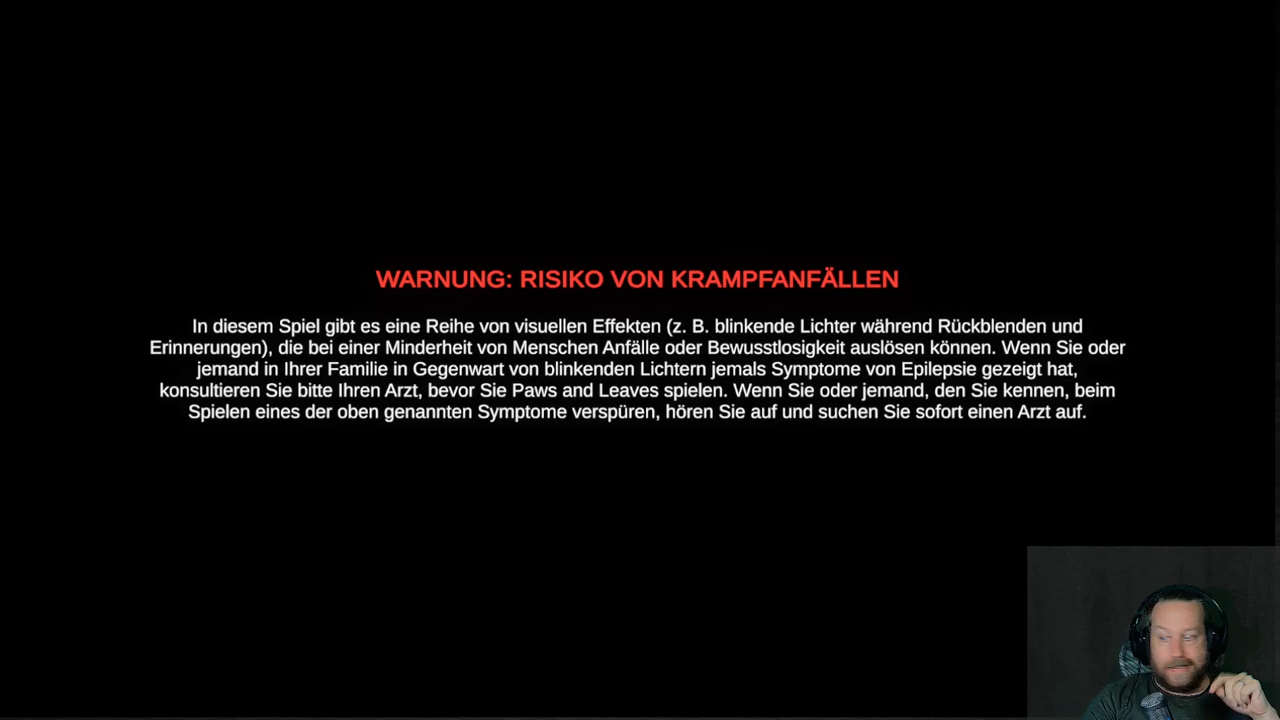 WARNUNG: RISIKO VON KRAMPFANFÄLLEN
In diesem Spiel gibt es eine Reihe von visuellen Effekten (z. B. blinkende Lichter während Rückblenden und
Erinnerungen), die bei einer Minderheit von Menschen Anfälle oder Bewusstlosigkeit auslösen können. Wenn Sie oder
jemand in Ihrer Familie in Gegenwart von blinkenden Lichtern jemals Symptome von Epilepsie gezeigt hat,
konsultieren Sie bitte Ihren Arzt, bevor Sie Paws and Leaves spielen. Wenn Sie oder jemand, den Sie kennen, beim
Spielen eines der oben genannten Symptome verspüren, hören Sie auf und suchen Sie sofort einen Arzt auf.